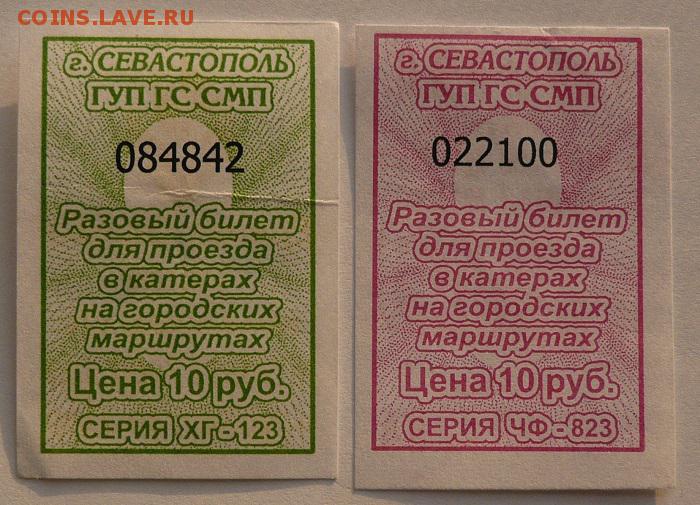 COINS.LAVE.RU
г. СЕВАСТОПОЛЬ
ГУП ГС СМП
084842
Разовый билет
для проезда
в катерах
на городских
маршрутах
Цена 10 руб.
СЕРИЯ ХГ - 123
г. СЕВАСТОПОЛЬ
ГУП ГС СМП
022100
Разовый билет
для проезда
в катерах
на городских
маршрутах
Цена 10 руб.
СЕРИЯ ЧФ - 823